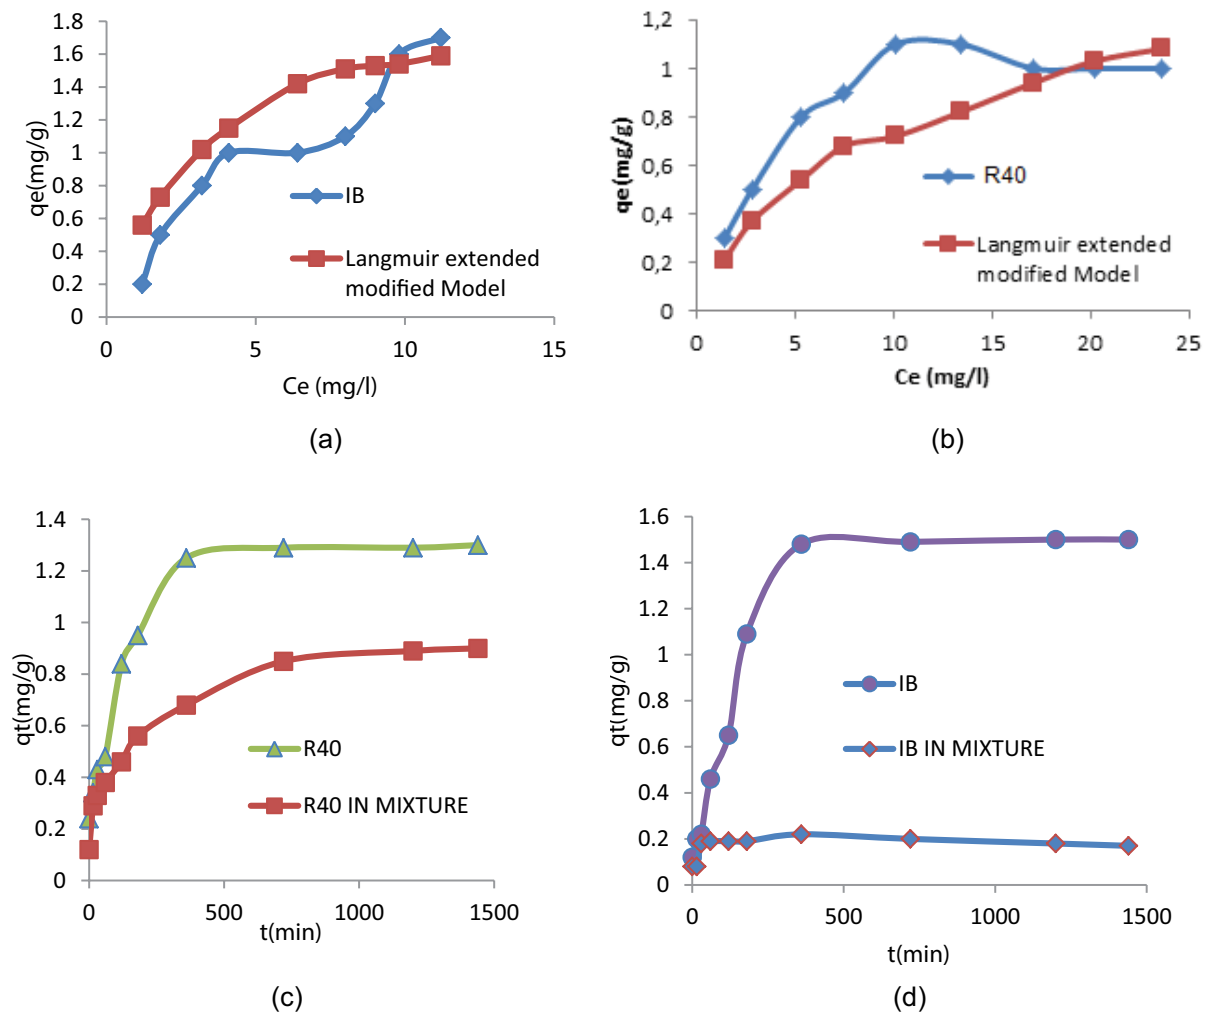 1.8
1.6
1.4
1.2
1
0.8
0.6
0.4
0.2
0
qe(mg/g)
IB
Langmuir extended
modified Model
0 5 10 15
Ce (mg/l)
(a)
1,2
1
0,8
0,6
0,4
0,2
0
qe(mg/g)
R40
Langmuir extended
modified Model
0 5 10 15 20 25
Ce (mg/l)
(b)
1.4
1.2
1
0.8
0.6
0.4
0.2
0
qt(mg/g)
R40
R40 IN MIXTURE
0 500 1000 1500
t(min)
(c)
1.6
1.4
1.2
1
0.8
0.6
0.4
0.2
0
qt(mg/g)
IB
IB IN MIXTURE
0 500 1000 1500
t(min)
(d)